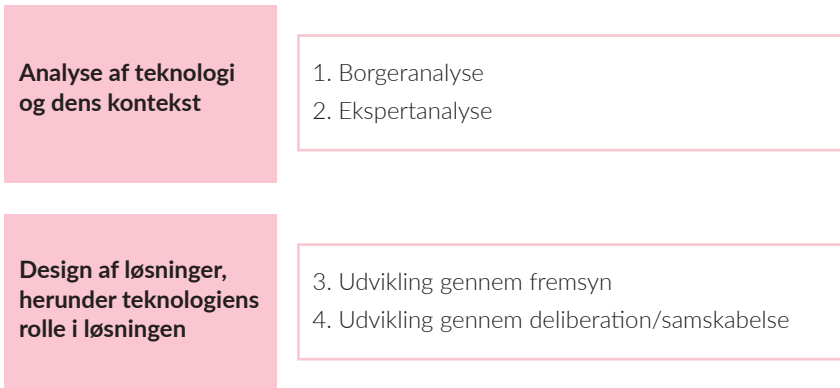 Analyse af teknologi
og dens kontekst
1. Borgeranalyse
2. Ekspertanalyse
Design af løsninger,
herunder teknologiens
rolle i løsningen
3. Udvikling gennem fremsyn
4. Udvikling gennem deliberation/samskabelse